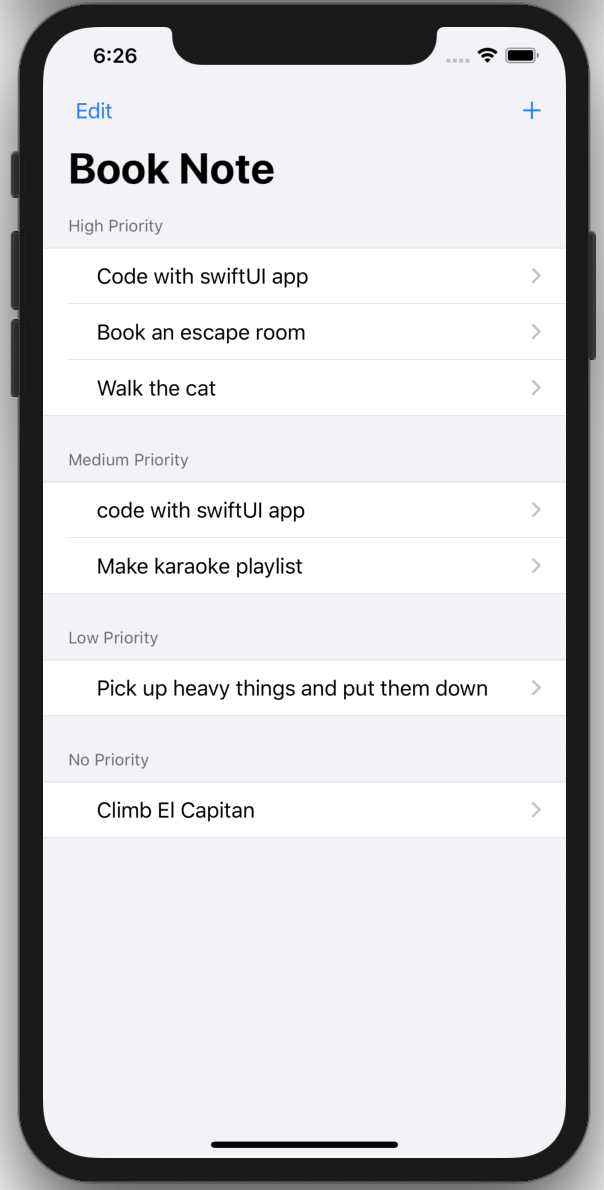 6:26
Edit +
Book Note
High Priority
Code with swiftUI app
Book an escape room
Walk the cat
Medium Priority
code with swiftUI app
Make karaoke playlist
Low Priority
Pick up heavy things and put them down
No Priority
Climb El Capitan